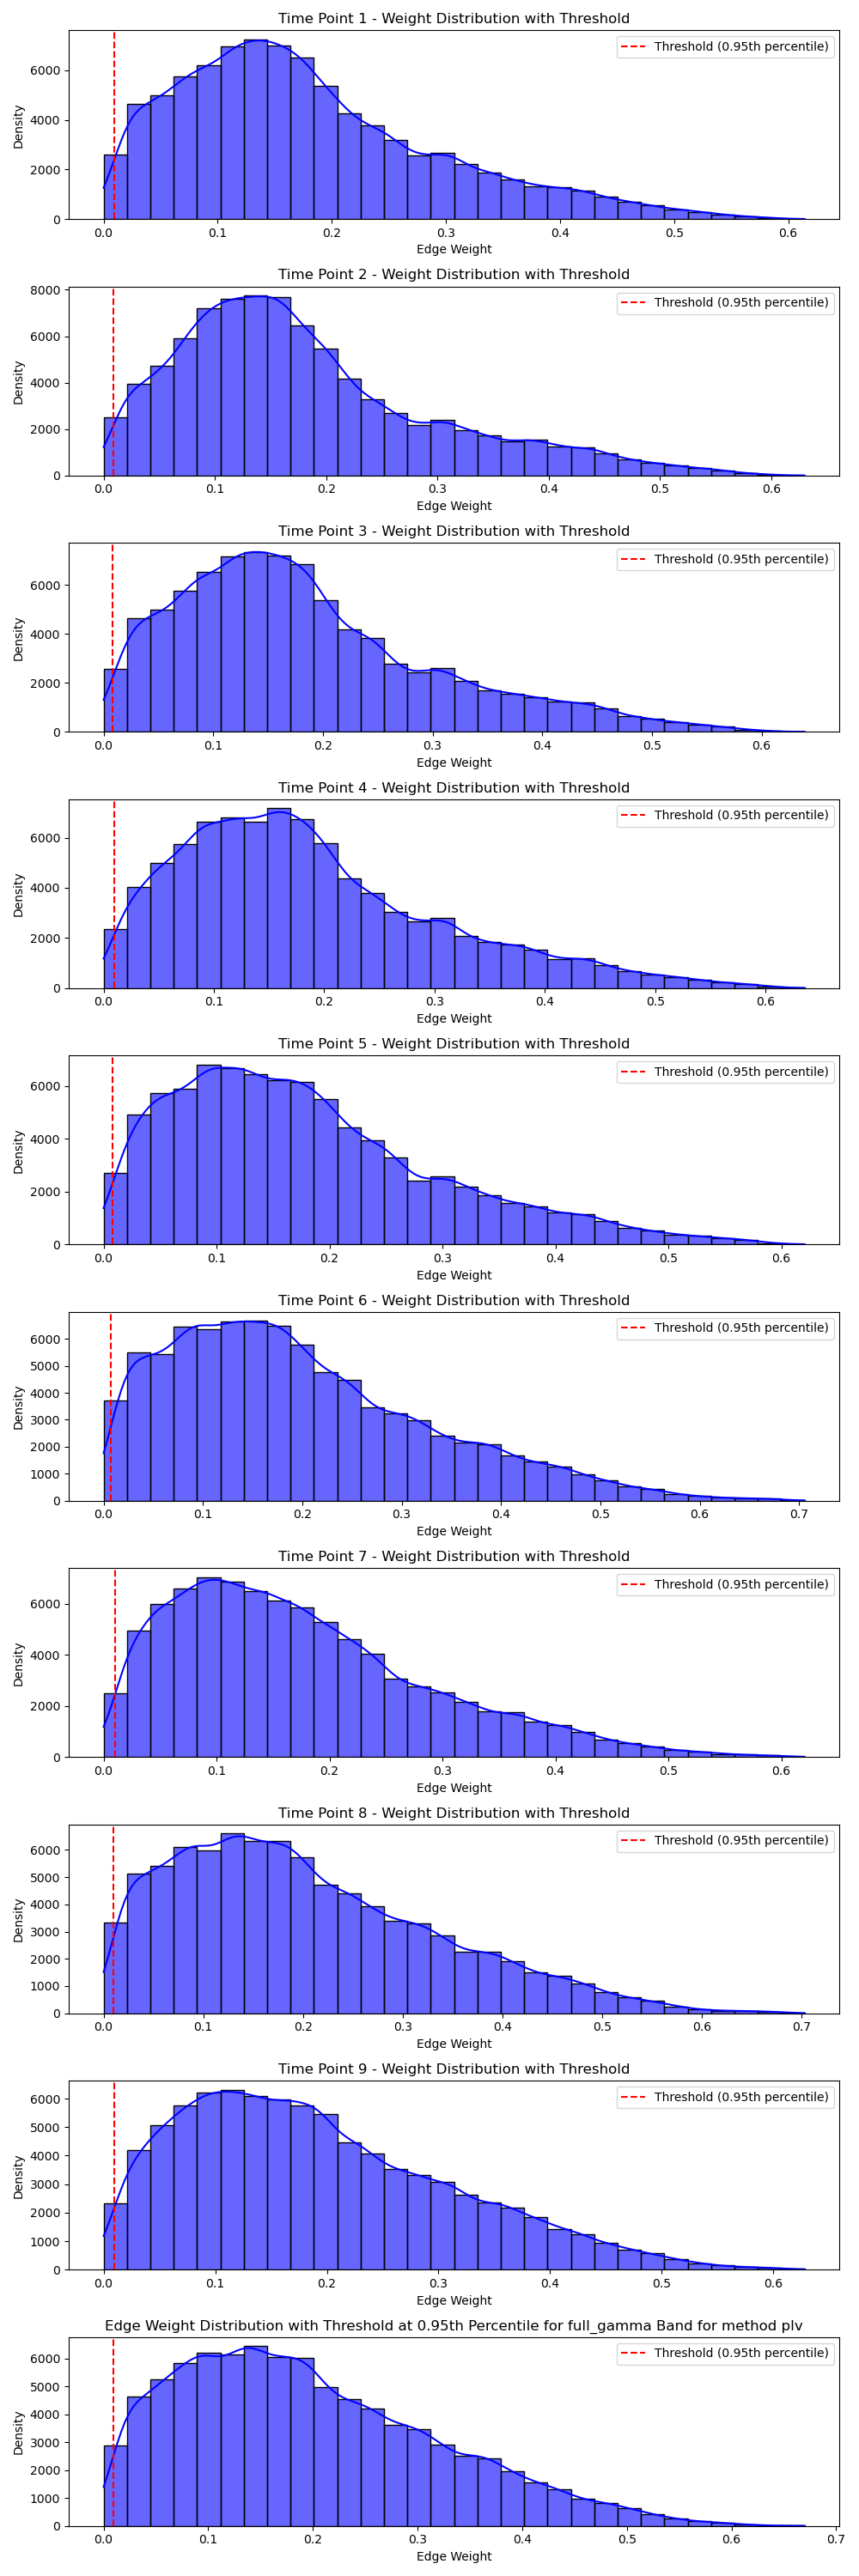 Time Point 1 - Weight Distribution with Threshold
Threshold (0.95th percentile)
Density
6000
4000
2000
0
0.0 0.1 0.2 0.3 0.4 0.5 0.6
Edge Weight
Time Point 2 - Weight Distribution with Threshold
Threshold (0.95th percentile)
Density
8000
6000
4000
2000
0
0.0 0.1 0.2 0.3 0.4 0.5 0.6
Edge Weight
Time Point 3 - Weight Distribution with Threshold
Threshold (0.95th percentile)
Density
6000
4000
2000
0
0.0 0.1 0.2 0.3 0.4 0.5 0.6
Edge Weight
Time Point 4 - Weight Distribution with Threshold
Threshold (0.95th percentile)
Density
6000
4000
2000
0
0.0 0.1 0.2 0.3 0.4 0.5 0.6
Edge Weight
Time Point 5 - Weight Distribution with Threshold
Threshold (0.95th percentile)
Density
6000
4000
2000
0
0.0 0.1 0.2 0.3 0.4 0.5 0.6
Edge Weight
Time Point 6 - Weight Distribution with Threshold
Threshold (0.95th percentile)
Density
6000
5000
4000
3000
2000
1000
0
0.0 0.1 0.2 0.3 0.4 0.5 0.6 0.7
Edge Weight
Time Point 7 - Weight Distribution with Threshold
Threshold (0.95th percentile)
Density
6000
4000
2000
0
0.0 0.1 0.2 0.3 0.4 0.5 0.6
Edge Weight
Time Point 8 - Weight Distribution with Threshold
Threshold (0.95th percentile)
Density
6000
5000
4000
3000
2000
1000
0
0.0 0.1 0.2 0.3 0.4 0.5 0.6 0.7
Edge Weight
Time Point 9 - Weight Distribution with Threshold
Threshold (0.95th percentile)
Density
6000
5000
4000
3000
2000
1000
0
0.0 0.1 0.2 0.3 0.4 0.5 0.6
Edge Weight
Edge Weight Distribution with Threshold at 0.95th Percentile for full_gamma Band for method plv
Threshold (0.95th percentile)
Density
6000
5000
4000
3000
2000
1000
0
0.0 0.1 0.2 0.3 0.4 0.5 0.6 0.7
Edge Weight